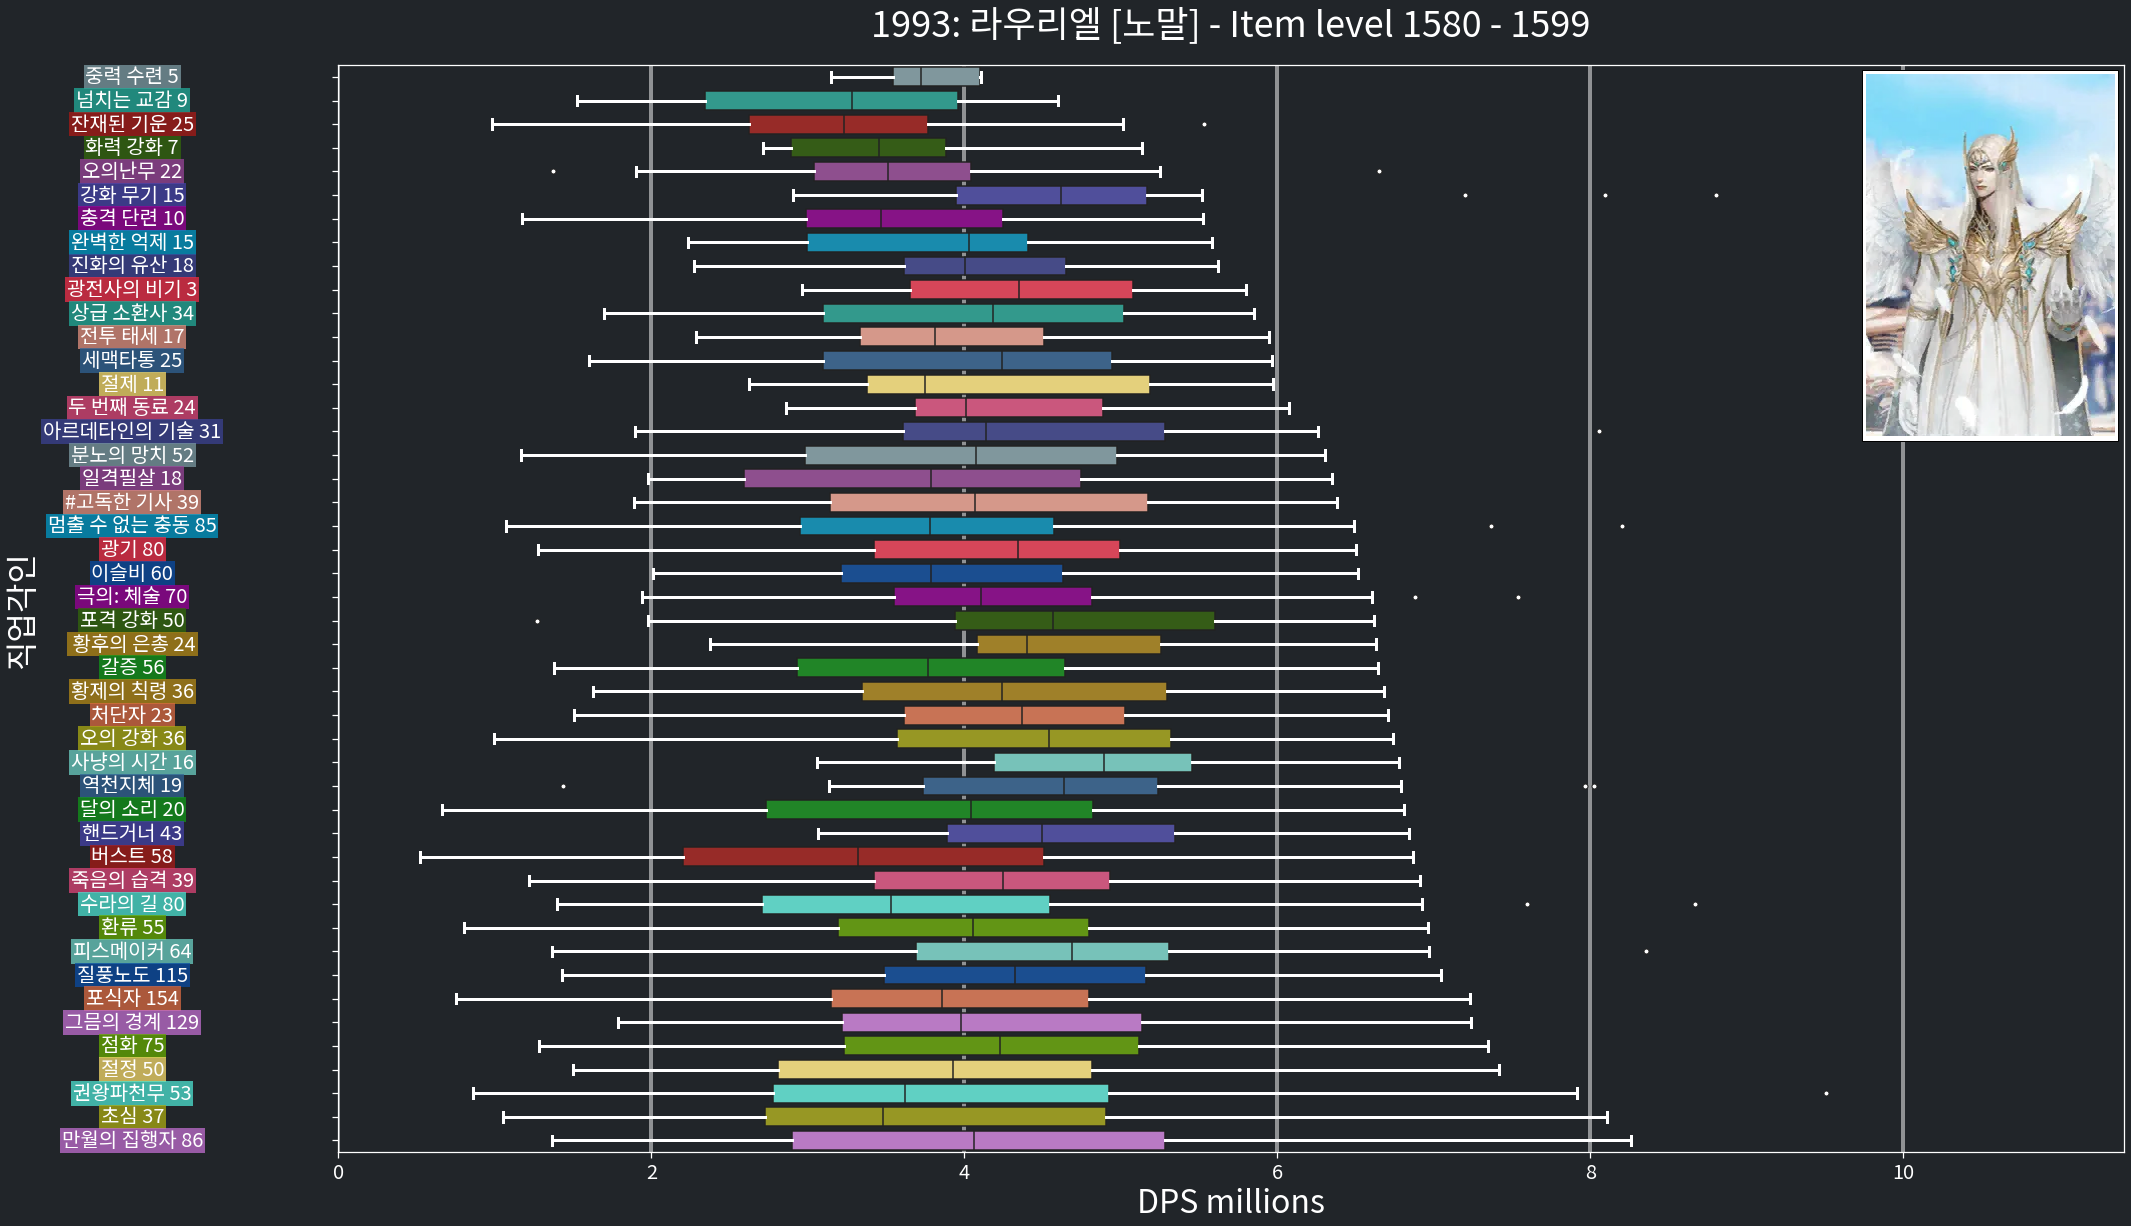 1993: 라우리엘 [노말] - Item level 1580 - 1599
중력 수련 5
넘치는 교감 9
잔재된 기운 25
화력 강화 7
오의난무 22
강화 무기 15
충격 단련 10
완벽한 억제 15
진화의 유산 18
광전사의 비기 3
상급 소환사 34
전투 태세 17
세맥타통 25
절제 11
두 번째 동료 24
아르데타인의 기술 31
분노의 망치 52
일격필살 18
#고독한 기사 39
멈출 수 없는 충동 85
광기 80
이슬비 60
극의: 체술 70
포격 강화 50
황후의 은총 24
갈증 56
황제의 칙령 36
처단자 23
오의 강화 36
사냥의 시간 16
역천지체 19
달의 소리 20
핸드거너 43
버스트 58
죽음의 습격 39
수라의 길 80
환류 55
피스메이커 64
질풍노도 115
포식자 154
그믐의 경계 129
점화 75
절정 50
권왕파천무 53
초심 37
만월의 집행자 86
직업각인
0 2 4 6 8 10
DPS millions